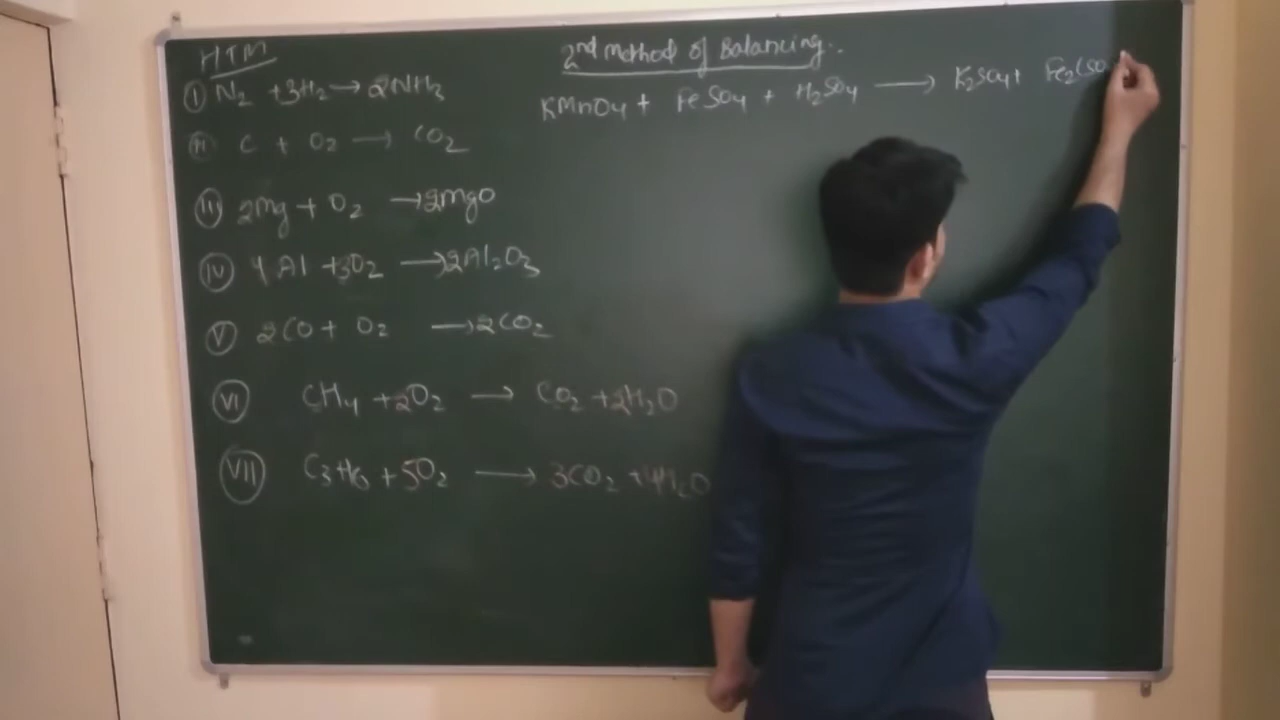 HTM
I N₂ + 3H₂ → 2NH₃
II C + O₂ → CO₂
III 2Mg + O₂ → 2MgO
IV 4Al + 3O₂ → 2Al₂O₃
V 2CO + O₂ → 2CO₂
VI CH₄ + 2O₂ → CO₂ + 2H₂O
VII + 5O₂ → 3CO₂ + 4H₂O
2nd Method of Balancing..
KMnO₄ + FeSO₄ + H₂SO₄ → K₂SO₄ + Fe₂(SO